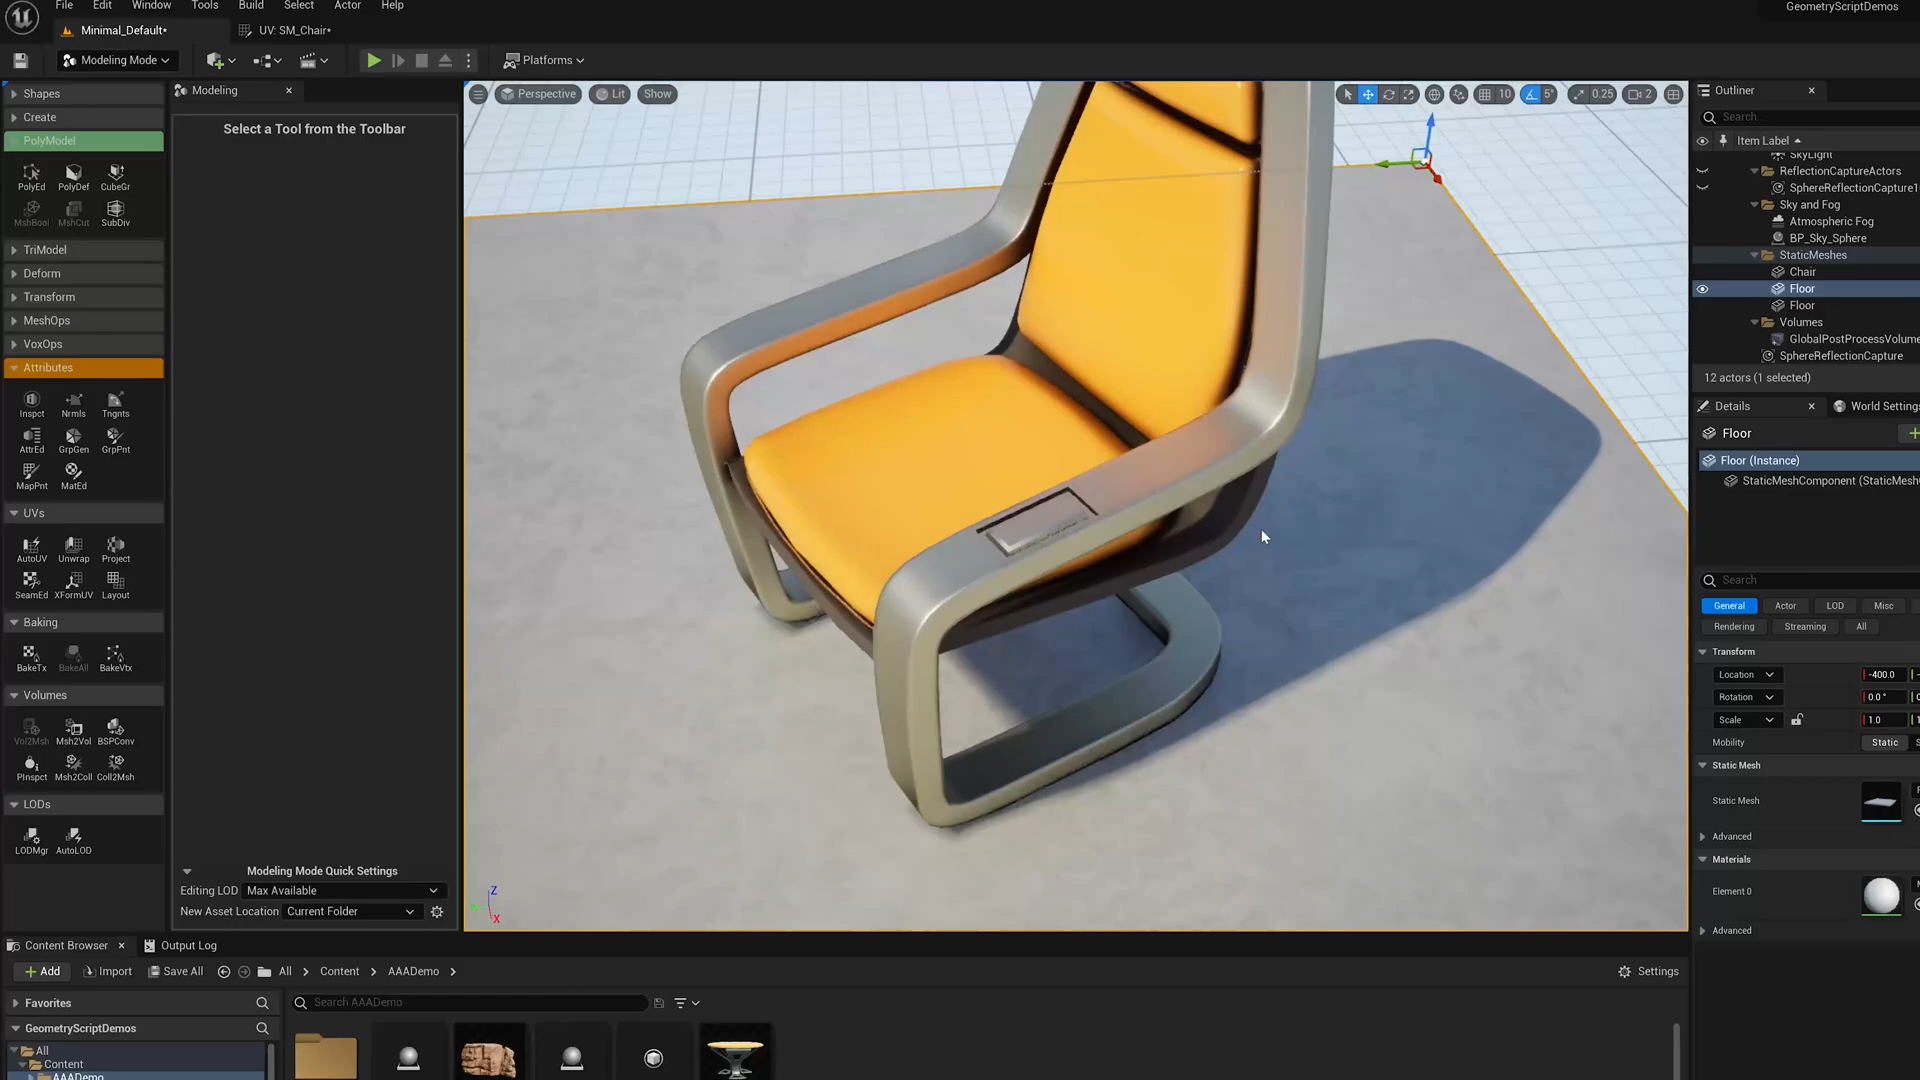 File Edit Window Tools Build Select Actor Help
GeometryScriptDemos
Minimal_Default*
UV: SM_Chair*
Modeling Mode
Platforms
Shapes
Create
PolyModel
PolyEd PolyDef CubeGr
MshBool MshCut SubDiv
TriModel
Deform
Transform
MeshOps
VoxOps
Attributes
Inspct Nrmls Tngnts
AttrEd GrpGen GrpPnt
MapPnt MatEd
UVs
AutoUV Unwrap Project
SeamEd XFormUV Layout
Baking
BakeTx BakeAll BakeVtx
Volumes
Vol2Msh Msh2Vol BSPConv
PInspct Msh2Coll Coll2Msh
LODs
LODMgr AutoLOD
Modeling
Select a Tool from the Toolbar
Modeling Mode Quick Settings
Editing LOD Max Available
New Asset Location Current Folder
Perspective Lit Show
10 5° 0.25 2
Z
X
Outliner
Search...
Item Label
SkyLight
ReflectionCaptureActors
SphereReflectionCapture1
Sky and Fog
Atmospheric Fog
BP_Sky_Sphere
StaticMeshes
Chair
Floor
Floor
Volumes
GlobalPostProcessVolume
SphereReflectionCapture
12 actors (1 selected)
Details
World Settings
Floor
Floor (Instance)
StaticMeshComponent (StaticMesh
Search
General Actor LOD Misc
Rendering Streaming All
Transform
Location -400.0
Rotation 0.0°
Scale 1.0
Mobility Static
Static Mesh
Static Mesh
Advanced
Materials
Element 0
Advanced
Content Browser
Output Log
Add Import Save All All Content AAADemo Settings
Favorites
Search AAADemo
GeometryScriptDemos
All
Content
AAADemo